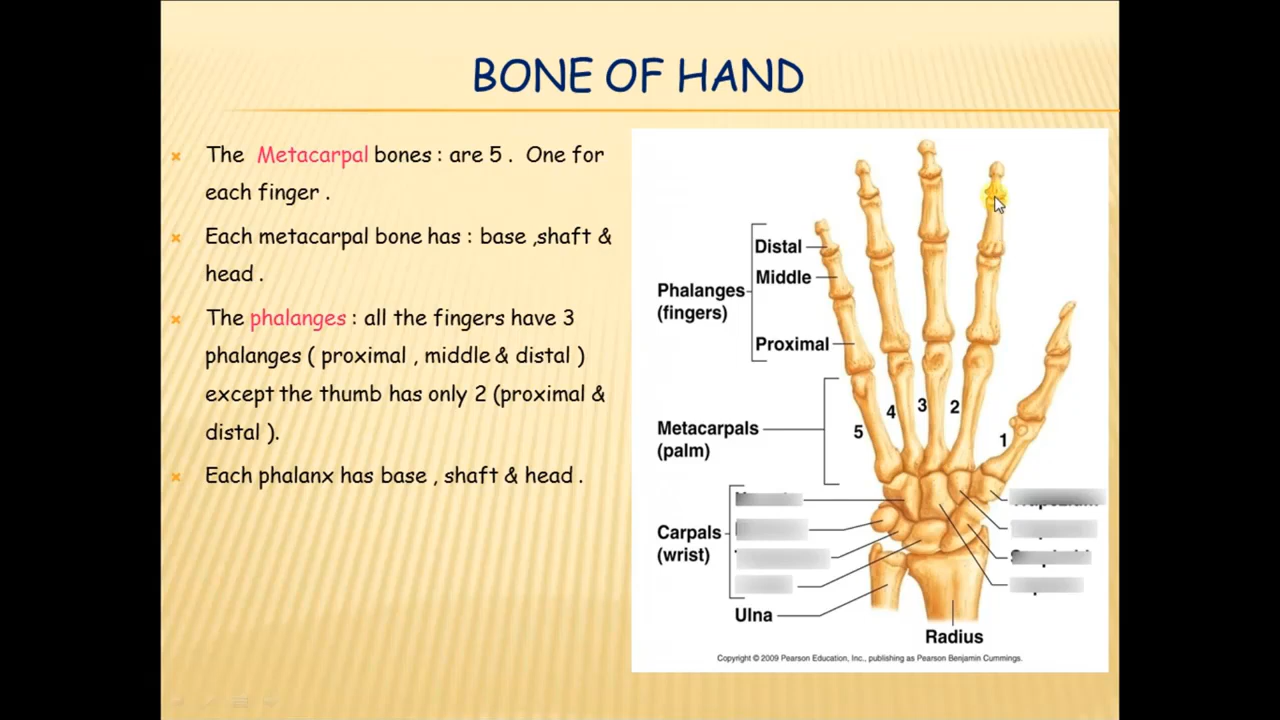 BONE OF HAND
The Metacarpal bones : are 5 . One for
each finger .
Each metacarpal bone has : base ,shaft &
head .
The phalanges : all the fingers have 3
phalanges ( proximal , middle & distal )
except the thumb has only 2 (proximal &
distal ).
Each phalanx has base , shaft & head .
Distal
Middle
Phalanges
(fingers)
Proximal
Metacarpals
(palm)
5
4
3
2
1
Carpals
(wrist)
Ulna
Radius
Copyright © 2009 Pearson Education, Inc., publishing as Pearson Benjamin Cummings.